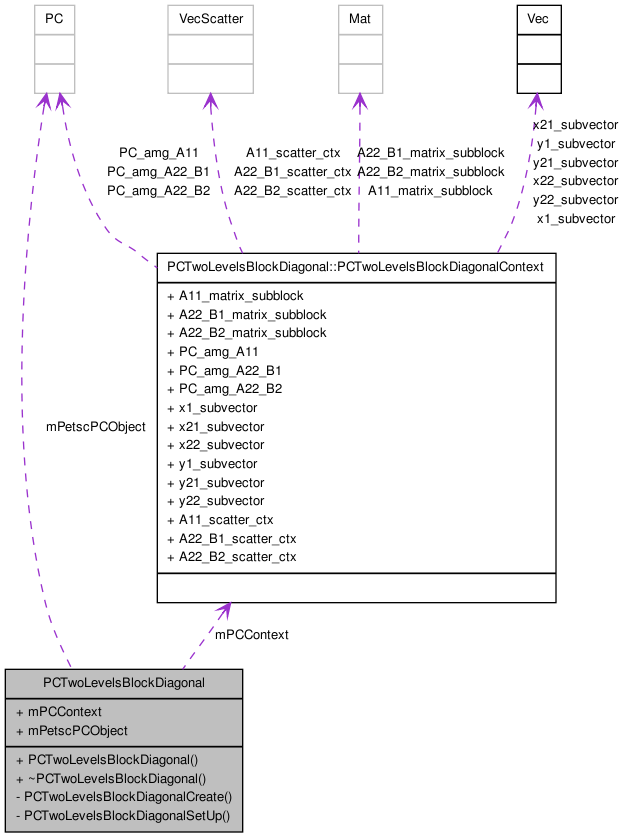 PC
VecScatter
Mat
Vec
PC_amg_A11
PC_amg_A22_B1
PC_amg_A22_B2
A11_scatter_ctx
A22_B1_scatter_ctx
A22_B2_scatter_ctx
A22_B1_matrix_subblock
A22_B2_matrix_subblock
A11_matrix_subblock
x21_subvector
y1_subvector
y21_subvector
x22_subvector
y22_subvector
x1_subvector
PCTwoLevelsBlockDiagonal::PCTwoLevelsBlockDiagonalContext
+ A11_matrix_subblock
+ A22_B1_matrix_subblock
+ A22_B2_matrix_subblock
+ PC_amg_A11
+ PC_amg_A22_B1
+ PC_amg_A22_B2
+ x1_subvector
+ x21_subvector
+ x22_subvector
+ y1_subvector
+ y21_subvector
+ y22_subvector
+ A11_scatter_ctx
+ A22_B1_scatter_ctx
+ A22_B2_scatter_ctx
mPetscPCObject
mPCContext
PCTwoLevelsBlockDiagonal
+ mPCContext
+ mPetscPCObject
+ PCTwoLevelsBlockDiagonal()
+ ~PCTwoLevelsBlockDiagonal()
- PCTwoLevelsBlockDiagonalCreate()
- PCTwoLevelsBlockDiagonalSetUp()